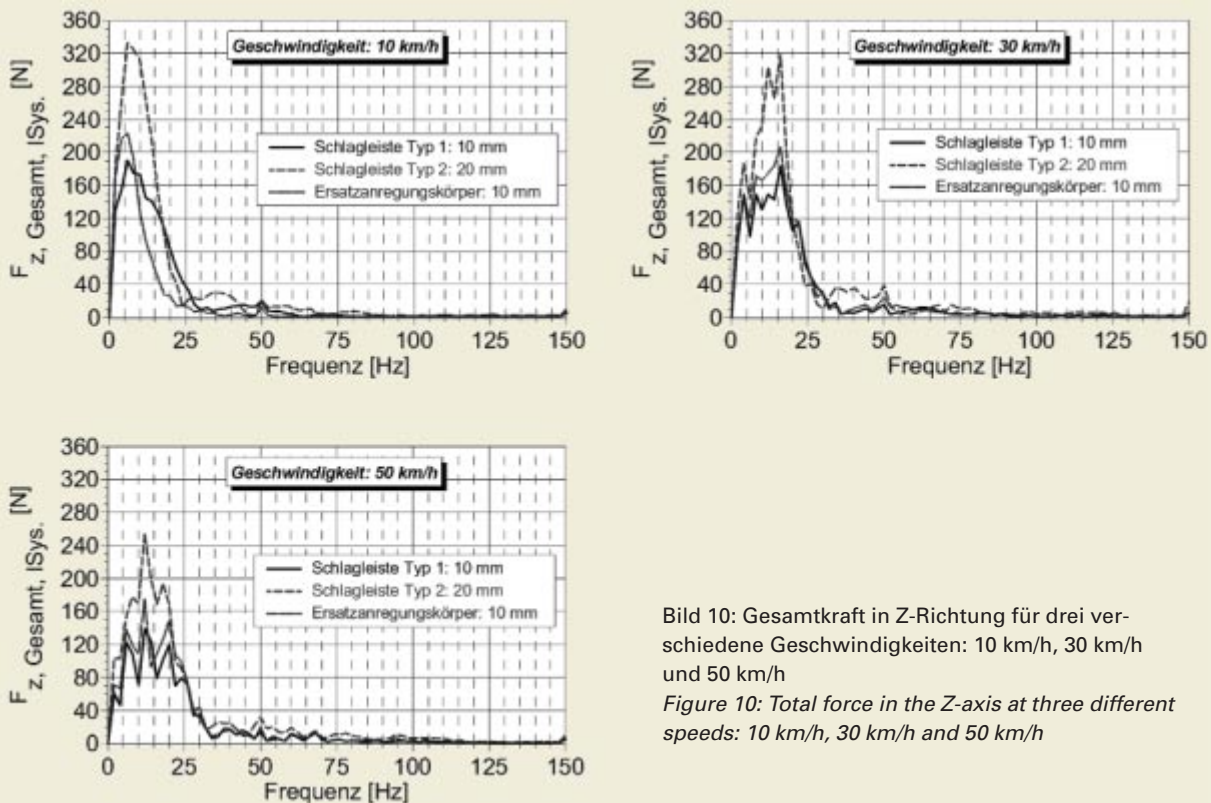 360
320
280
240
200
160
120
80
40
0
F z, Gesamt, ISys. [N]
Geschwindigkeit: 10 km/h
Schlagleiste Typ 1: 10 mm
Schlagleiste Typ 2: 20 mm
Ersatzanregungskörper: 10 mm
0 25 50 75 100 125 150
Frequenz [Hz]
360
320
280
240
200
160
120
80
40
0
F z, Gesamt, ISys. [N]
Geschwindigkeit: 30 km/h
Schlagleiste Typ 1: 10 mm
Schlagleiste Typ 2: 20 mm
Ersatzanregungskörper: 10 mm
0 25 50 75 100 125 150
Frequenz [Hz]
360
320
280
240
200
160
120
80
40
0
F z, Gesamt, ISys. [N]
Geschwindigkeit: 50 km/h
Schlagleiste Typ 1: 10 mm
Schlagleiste Typ 2: 20 mm
Ersatzanregungskörper: 10 mm
0 25 50 75 100 125 150
Frequenz [Hz]
Bild 10: Gesamtkraft in Z-Richtung für drei ver-
schiedene Geschwindigkeiten: 10 km/h, 30 km/h
und 50 km/h
Figure 10: Total force in the Z-axis at three different
speeds: 10 km/h, 30 km/h and 50 km/h